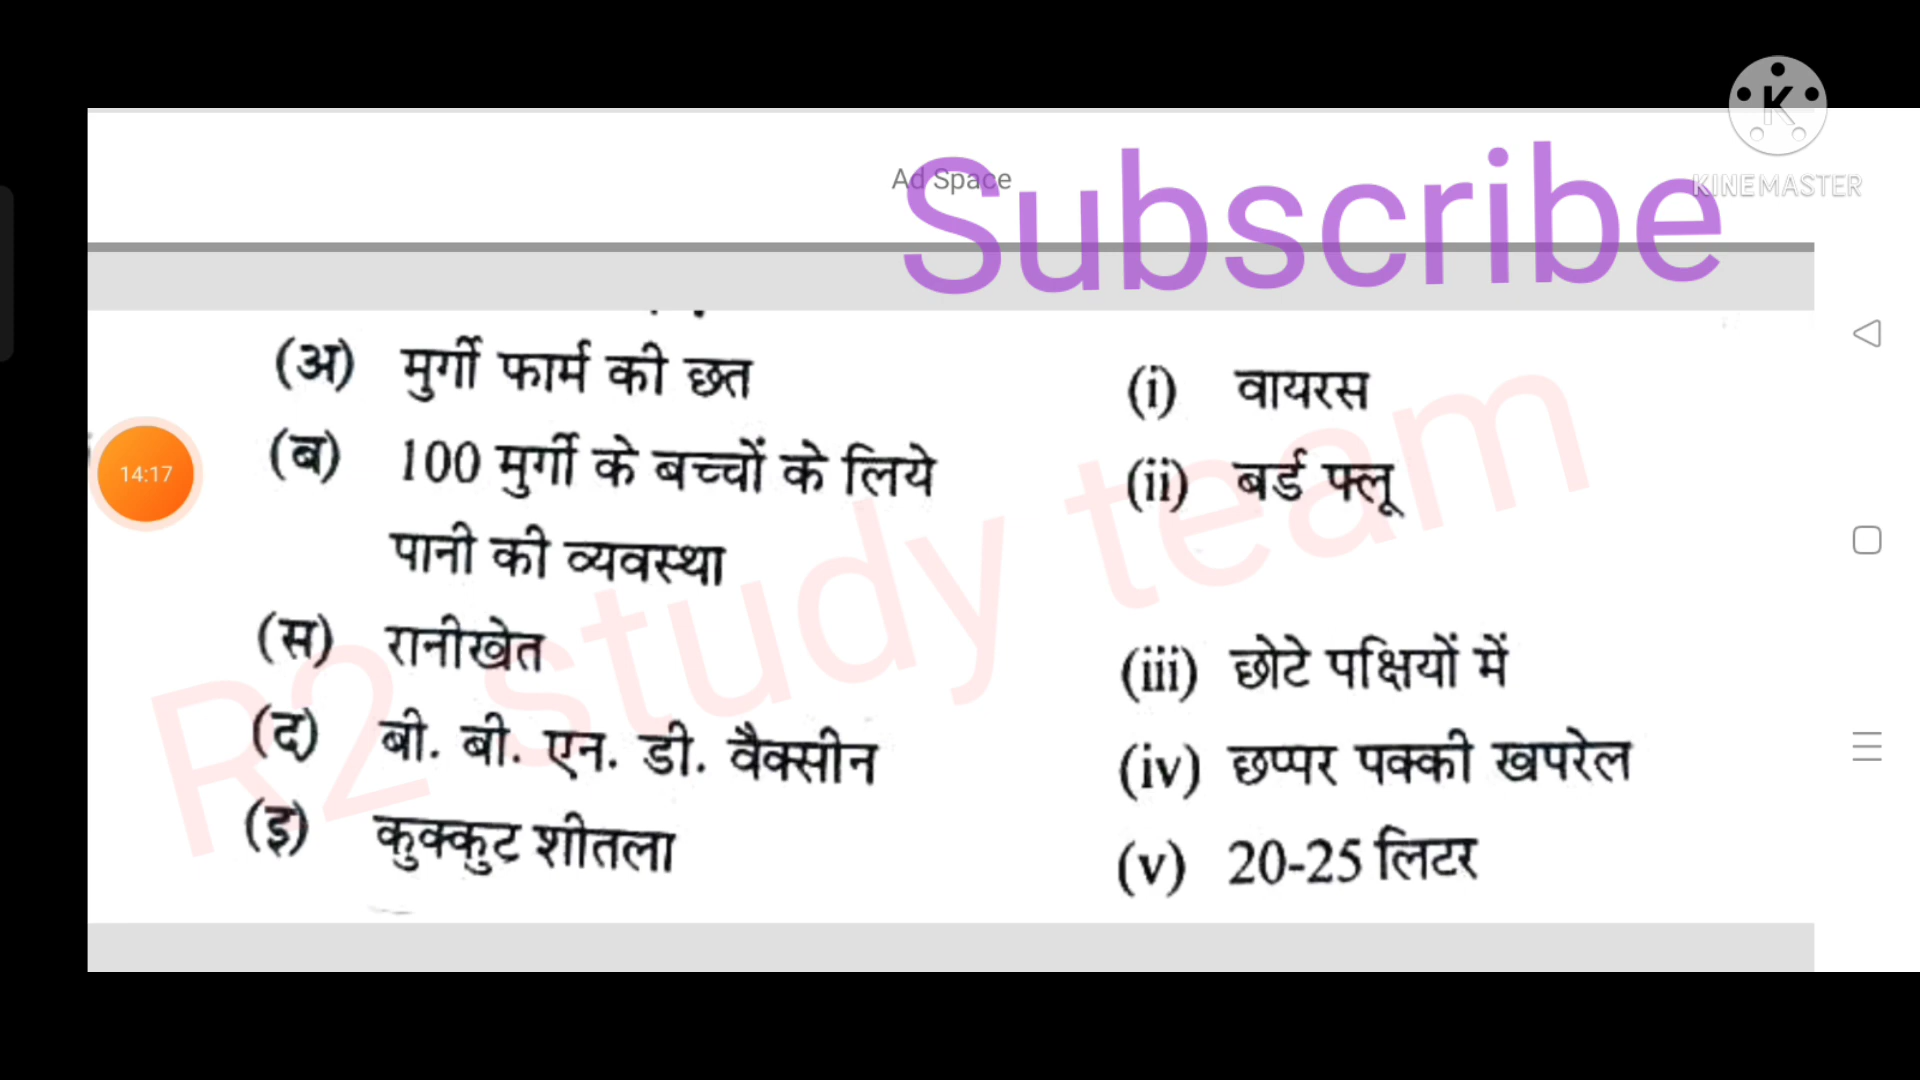 Ad Space
Subscribe
K
KINEMASTER
(अ) मुर्गी फार्म की छत (i) वायरस
(ब) 100 मुर्गी के बच्चों के लिये (ii) बर्ड फ्लू
पानी की व्यवस्था
14:17
(स) रानीखेत (iii) छोटे पक्षियों में
(द) बी. बी. एन. डी. वैक्सीन (iv) छप्पर पक्की खपरेल
(इ) कुक्कुट शीतला (v) 20-25 लिटर
R2 study team